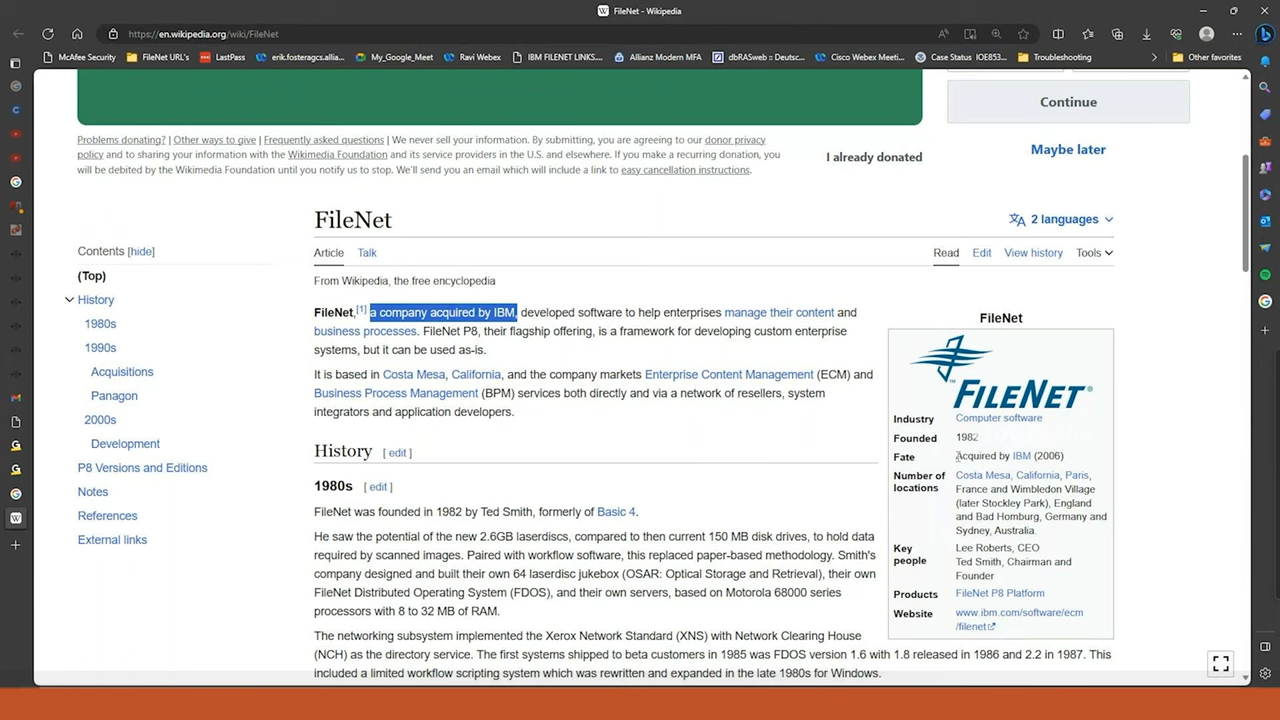 FileNet - Wikipedia
https://en.wikipedia.org/wiki/FileNet
McAfee Security FileNet URL's LastPass erik.fosteragcs.allia... My_Google_Meet Ravi Webex IBM FILENET LINKS.... Allianz Modern MFA dbRASweb :: Deutsc... Cisco Webex Meeti... Case Status IOE853... Troubleshooting Other favorites
Continue
Problems donating? | Other ways to give | Frequently asked questions | We never sell your information. By submitting, you are agreeing to our donor privacy
policy and to sharing your information with the Wikimedia Foundation and its service providers in the U.S. and elsewhere. If you make a recurring donation, you
will be debited by the Wikimedia Foundation until you notify us to stop. We'll send you an email which will include a link to easy cancellation instructions.
I already donated
Maybe later
FileNet
2 languages
Contents [hide]
(Top)
History
1980s
1990s
Acquisitions
Panagon
2000s
Development
P8 Versions and Editions
Notes
References
External links
Article Talk Read Edit View history Tools
From Wikipedia, the free encyclopedia
FileNet,[1] a company acquired by IBM, developed software to help enterprises manage their content and
business processes. FileNet P8, their flagship offering, is a framework for developing custom enterprise
systems, but it can be used as-is.
It is based in Costa Mesa, California, and the company markets Enterprise Content Management (ECM) and
Business Process Management (BPM) services both directly and via a network of resellers, system
integrators and application developers.
History [ edit ]
1980s [ edit ]
FileNet was founded in 1982 by Ted Smith, formerly of Basic 4.
He saw the potential of the new 2.6GB laserdiscs, compared to then current 150 MB disk drives, to hold data
required by scanned images. Paired with workflow software, this replaced paper-based methodology. Smith's
company designed and built their own 64 laserdisc jukebox (OSAR: Optical Storage and Retrieval), their own
FileNet Distributed Operating System (FDOS), and their own servers, based on Motorola 68000 series
processors with 8 to 32 MB of RAM.
The networking subsystem implemented the Xerox Network Standard (XNS) with Network Clearing House
(NCH) as the directory service. The first systems shipped to beta customers in 1985 was FDOS version 1.6 with 1.8 released in 1986 and 2.2 in 1987. This
included a limited workflow scripting system which was rewritten and expanded in the late 1980s for Windows.
FileNet
FILENET
Industry Computer software
Founded 1982
Fate Acquired by IBM (2006)
Number of locations Costa Mesa, California, Paris,
France and Wimbledon Village
(later Stockley Park), England
and Bad Homburg, Germany and
Sydney, Australia.
Key people Lee Roberts, CEO
Ted Smith, Chairman and
Founder
Products FileNet P8 Platform
Website www.ibm.com/software/ecm
/filenet